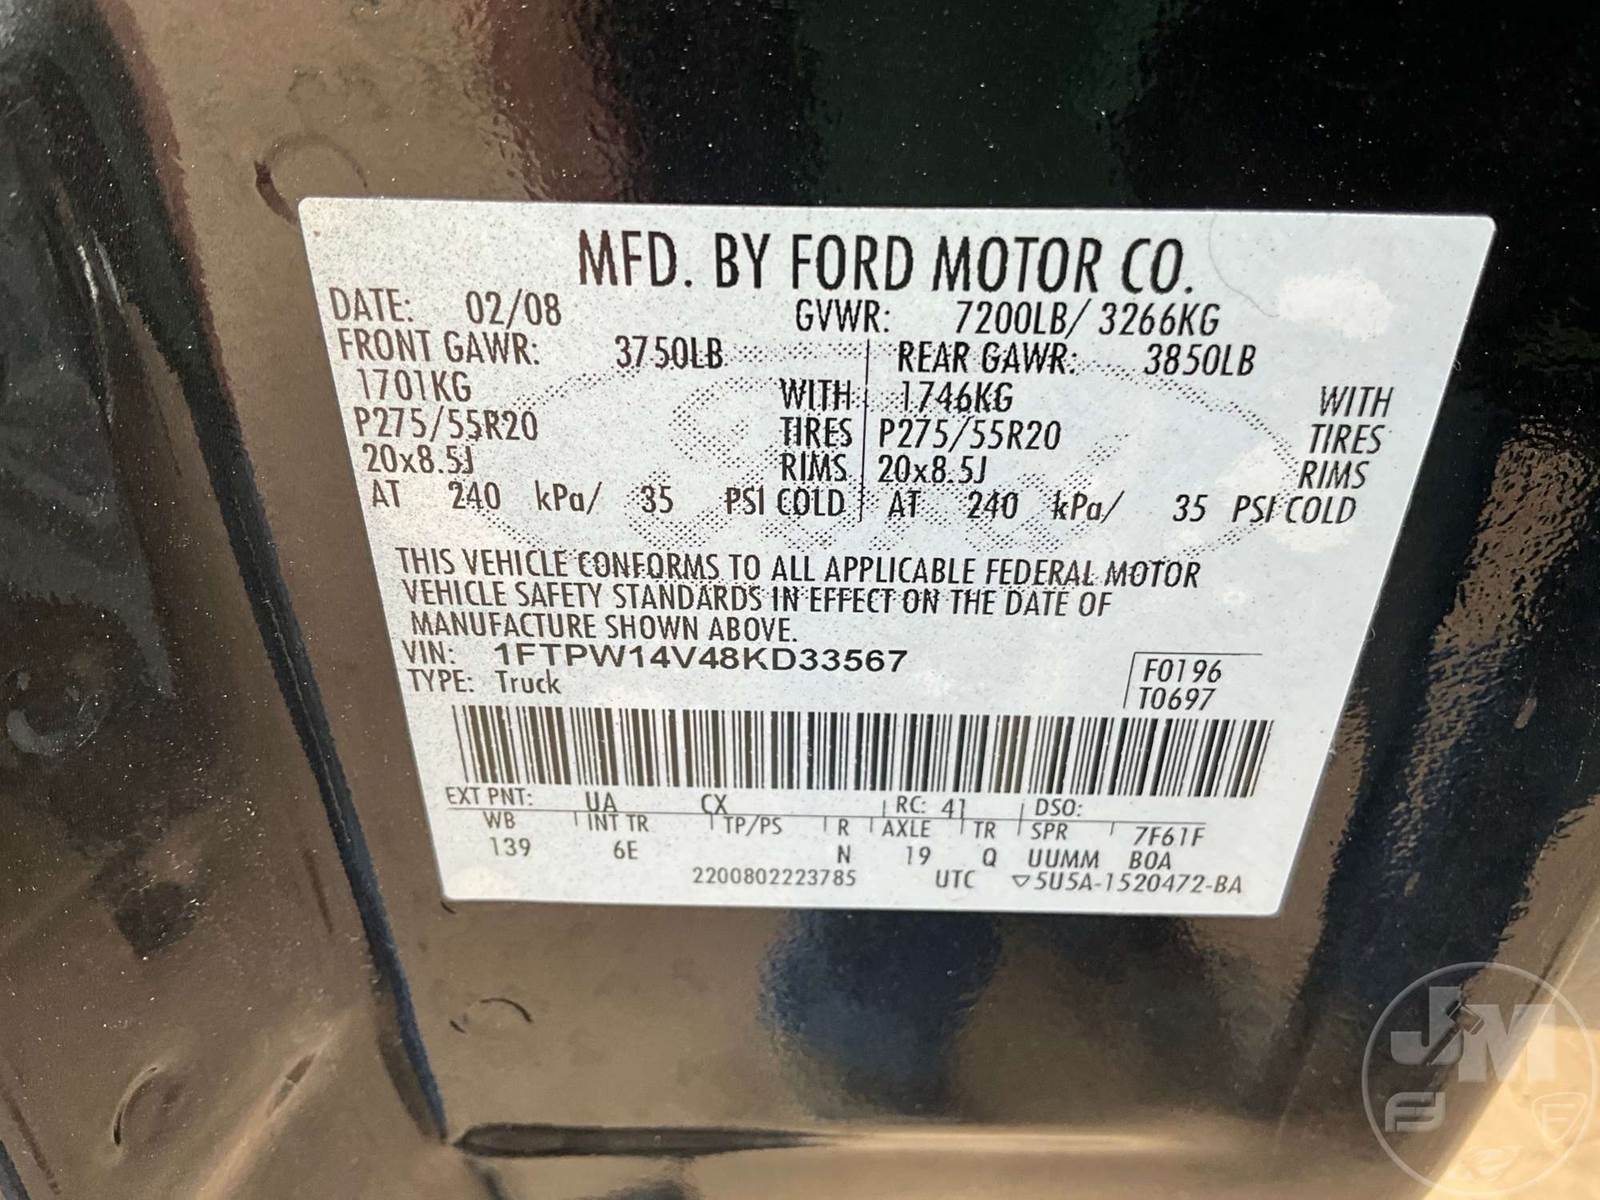 MFD. BY FORD MOTOR CO.
DATE: 02/08 GVWR: 7200LB/ 3266KG
FRONT GAWR: 3750LB REAR GAWR: 3850LB
1701KG WITH 1746KG WITH
P275/55R20 TIRES P275/55R20 TIRES
20x8.5J RIMS 20x8.5J RIMS
AT 240 kPa/ 35 PSI COLD AT 240 kPa/ 35 PSI COLD
THIS VEHICLE CONFORMS TO ALL APPLICABLE FEDERAL MOTOR
VEHICLE SAFETY STANDARDS IN EFFECT ON THE DATE OF
MANUFACTURE SHOWN ABOVE.
VIN: 1FTPW14V48KD33567
TYPE: Truck
F0196
T0697
EXT PNT: UA CX RC: 41 DSO:
WB INT TR TP/PS R AXLE TR SPR 7F61F
139 6E N 19 Q UUMM BOA
2200802223785 UTC ▽5U5A-1520472-BA
JM